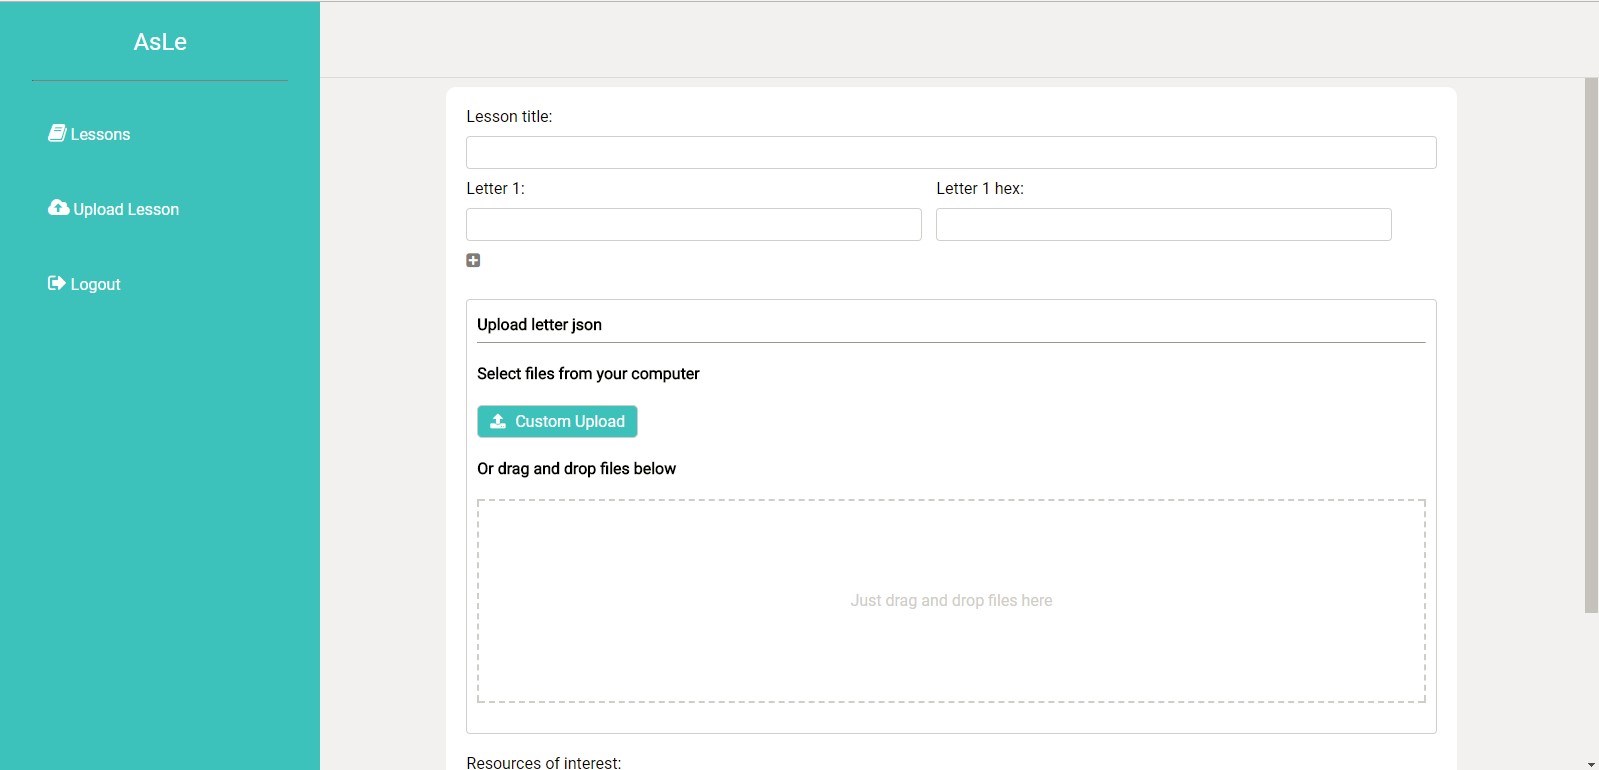 AsLe
Lessons
Upload Lesson
Logout
Lesson title:
Letter 1:
Letter 1 hex:
Upload letter json
Select files from your computer
Custom Upload
Or drag and drop files below
Just drag and drop files here
Resources of interest: